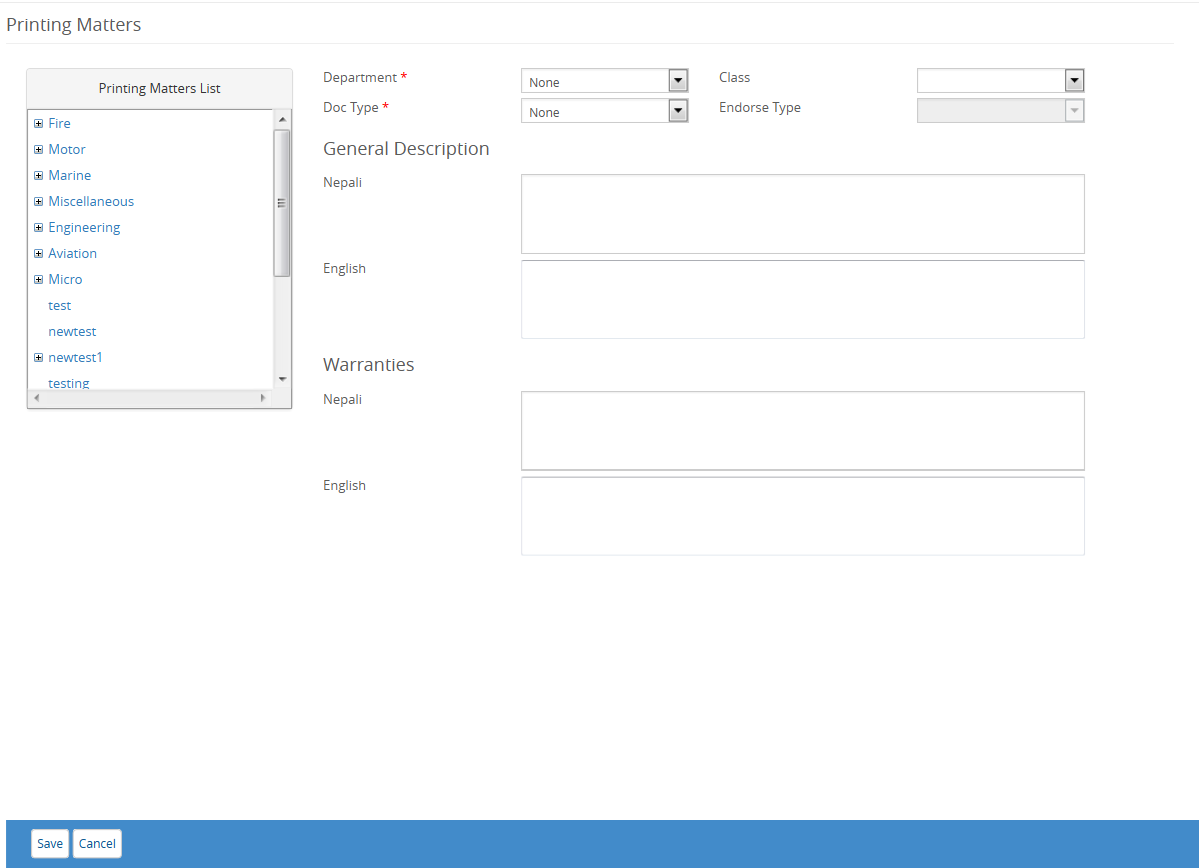 Printing Matters
Printing Matters List
Fire
Motor
Marine
Miscellaneous
Engineering
Aviation
Micro
test
newtest
newtest1
testing
Department * None Class
Doc Type * None Endorse Type
General Description
Nepali
English
Warranties
Nepali
English
Save Cancel